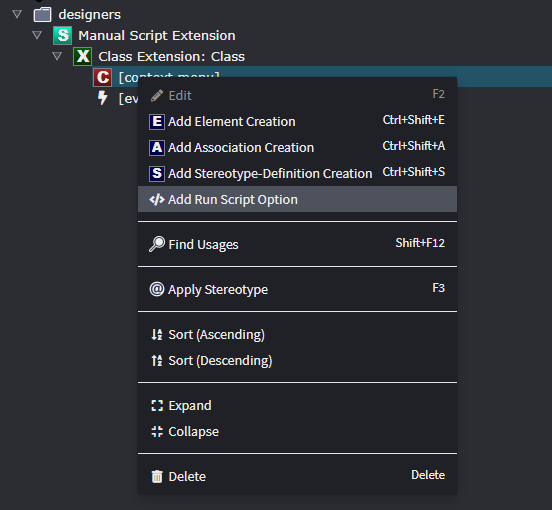 designers
S Manual Script Extension
X Class Extension: Class
C [context menu]
[ev
Edit F2
E Add Element Creation Ctrl+Shift+E
A Add Association Creation Ctrl+Shift+A
S Add Stereotype-Definition Creation Ctrl+Shift+S
</> Add Run Script Option
Find Usages Shift+F12
@ Apply Stereotype F3
Sort (Ascending)
Sort (Descending)
Expand
Collapse
Delete Delete